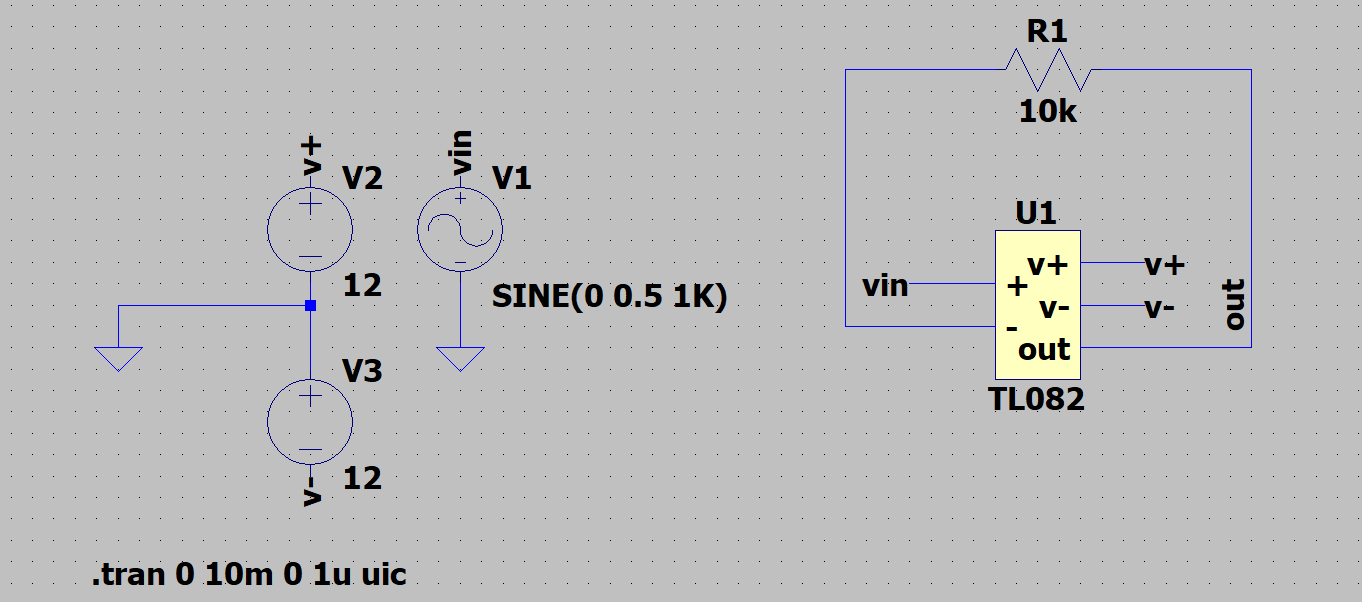 R1
10k
v+
V2
12
vin
V1
SINE(0 0.5 1K)
V3
12
v-
U1
vin
+
-
v+
v-
out
v+
v-
out
TL082
.tran 0 10m 0 1u uic